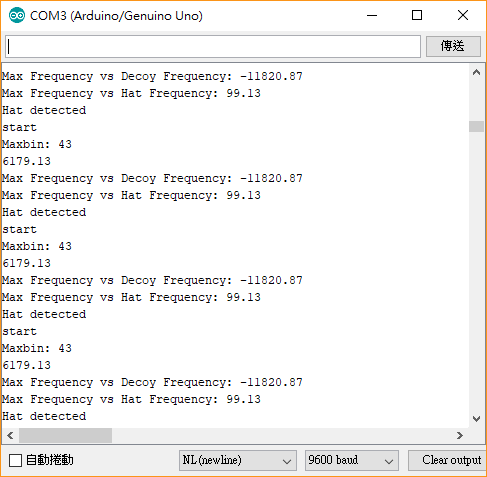 COM3 (Arduino/Genuino Uno)
傳送
Max Frequency vs Decoy Frequency: -11820.87
Max Frequency vs Hat Frequency: 99.13
Hat detected
start
Maxbin: 43
6179.13
Max Frequency vs Decoy Frequency: -11820.87
Max Frequency vs Hat Frequency: 99.13
Hat detected
start
Maxbin: 43
6179.13
Max Frequency vs Decoy Frequency: -11820.87
Max Frequency vs Hat Frequency: 99.13
Hat detected
start
Maxbin: 43
6179.13
Max Frequency vs Decoy Frequency: -11820.87
Max Frequency vs Hat Frequency: 99.13
Hat detected
自動捲動 NL(newline) 9600 baud Clear output